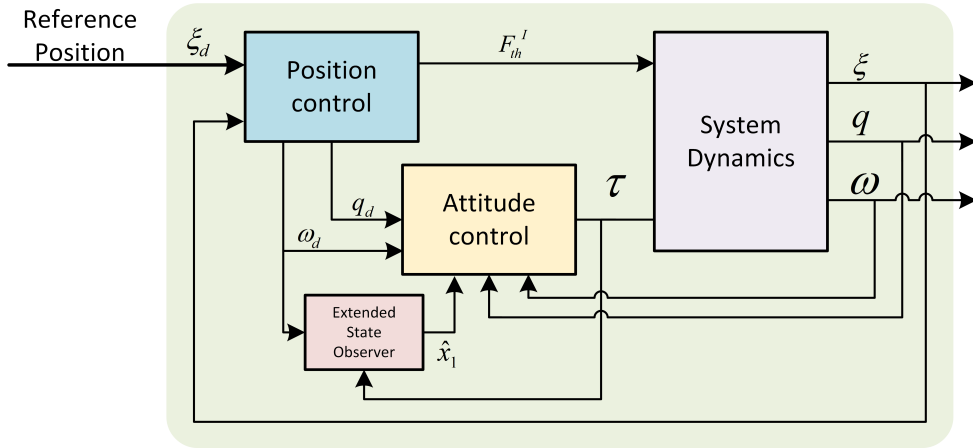 Reference
Position
ξ_d
Position
control
F_th^I
System
Dynamics
ξ
q
ω
τ
Attitude
control
q_d
ω_d
Extended
State
Observer
x̂_1